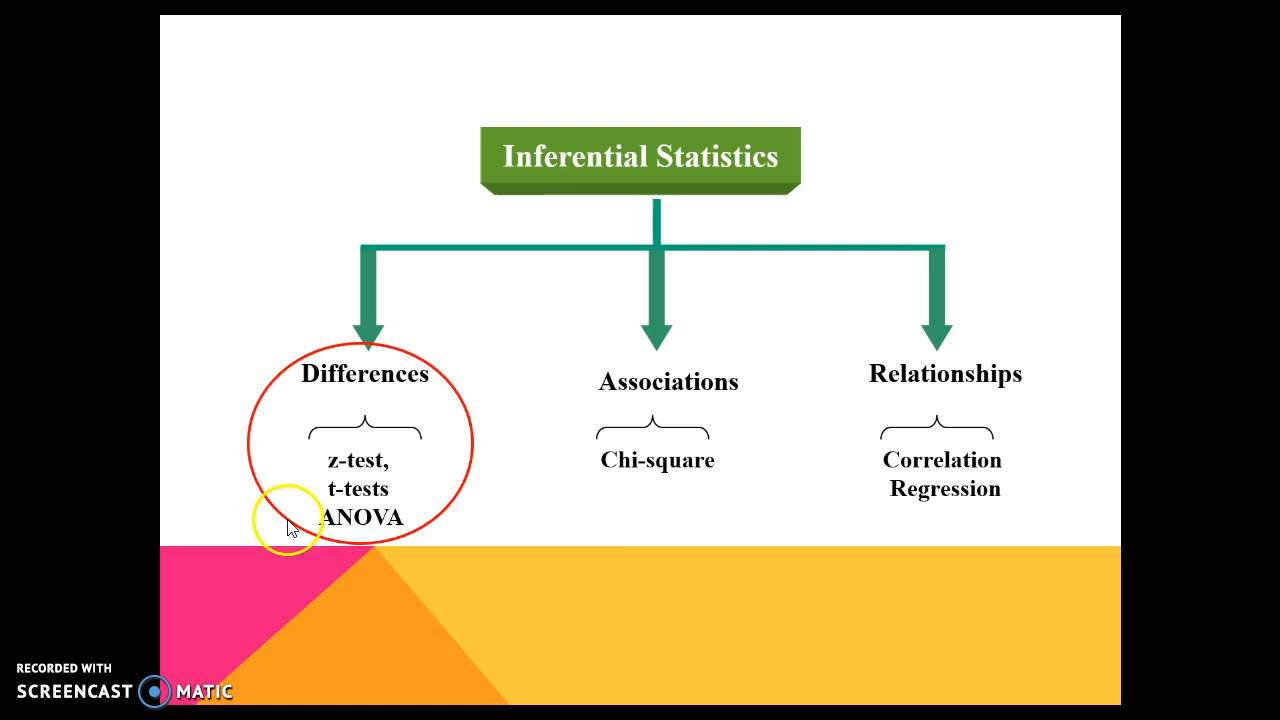 Inferential Statistics
Differences
z-test,
t-tests
ANOVA
Associations
Chi-square
Relationships
Correlation
Regression
RECORDED WITH
SCREENCAST MATIC